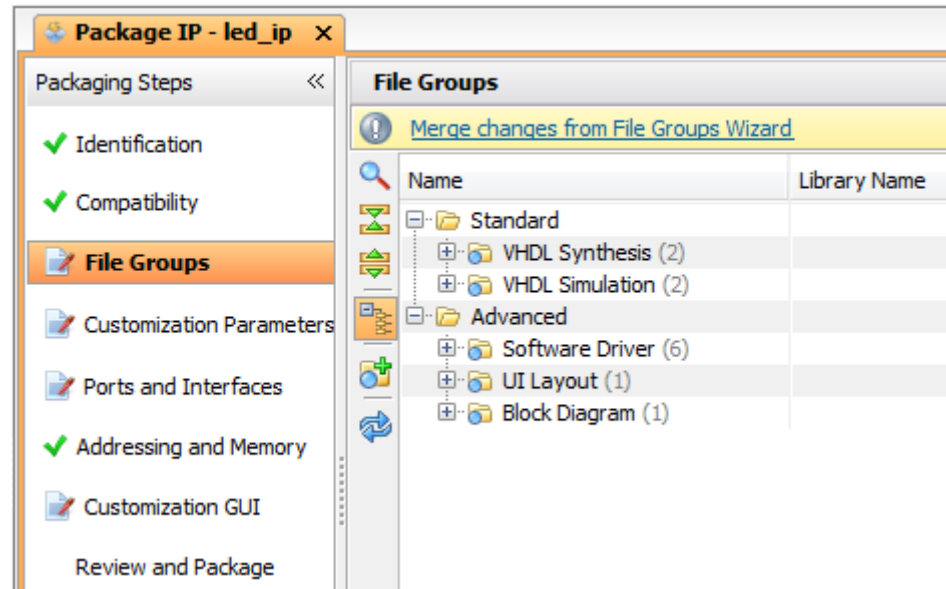 Package IP - led_ip X
Packaging Steps «
Identification
Compatibility
File Groups
Customization Parameters
Ports and Interfaces
Addressing and Memory
Customization GUI
Review and Package
File Groups
Merge changes from File Groups Wizard
Name Library Name
Standard
VHDL Synthesis (2)
VHDL Simulation (2)
Advanced
Software Driver (6)
UI Layout (1)
Block Diagram (1)